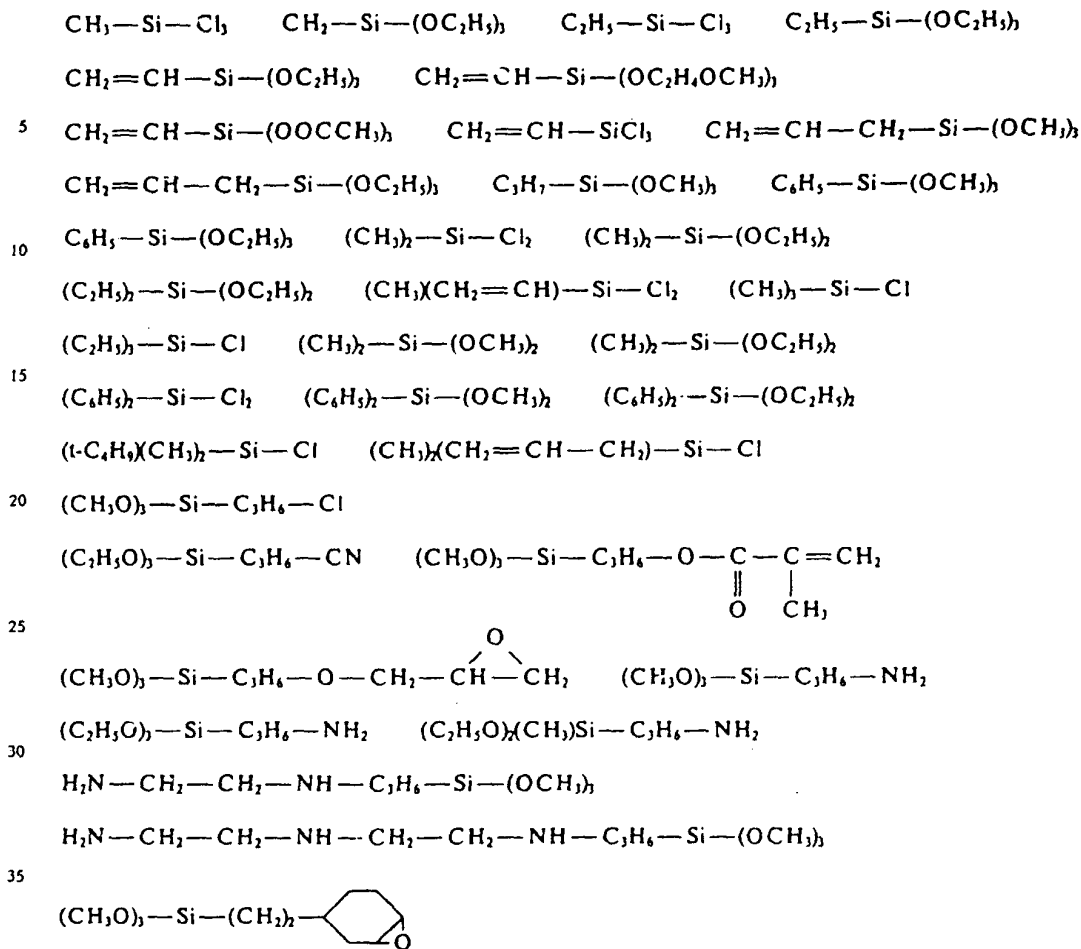 CH₃—Si—Cl₃ CH₂—Si—(OC₂H₅)₃ C₂H₅—Si—Cl₃ C₂H₅—Si—(OC₂H₅)₃
CH₂=CH—Si—(OC₂H₅)₃ CH₂=CH—Si—(OC₂H₄OCH₃)₃
5 CH₂=CH—Si—(OOCCH₃)₃ CH₂=CH—SiCl₃ CH₂=CH—CH₂—Si—(OCH₃)₃
CH₂=CH—CH₂—Si—(OC₂H₅)₃ C₃H₇—Si—(OCH₃)₃ C₆H₅—Si—(OCH₃)₃
10 C₆H₅—Si—(OC₂H₅)₃ (CH₃)₂—Si—Cl₂ (CH₃)₂—Si—(OC₂H₅)₂
(C₂H₅)₂—Si—(OC₂H₅)₂ (CH₃)(CH₂=CH)—Si—Cl₂ (CH₃)₃—Si—Cl
(C₂H₅)₃—Si—Cl (CH₃)₂—Si—(OCH₃)₂ (CH₃)₂—Si—(OC₂H₅)₂
15 (C₆H₅)₂—Si—Cl₂ (C₆H₅)₂—Si—(OCH₃)₂ (C₆H₅)₂—Si—(OC₂H₅)₂
(t-C₄H₉)(CH₃)₂—Si—Cl (CH₃)₂(CH₂=CH—CH₂)—Si—Cl
20 (CH₃O)₃—Si—C₃H₆—Cl
(C₂H₅O)₃—Si—C₃H₆—CN (CH₃O)₃—Si—C₃H₆—O—C—C=CH₂
O CH₃
25 O
(CH₃O)₃—Si—C₃H₆—O—CH₂—CH—CH₂ (CH₃O)₃—Si—C₃H₆—NH₂
(C₂H₅O)₃—Si—C₃H₆—NH₂ (C₂H₅O)₂(CH₃)Si—C₃H₆—NH₂
30 H₂N—CH₂—CH₂—NH—C₃H₆—Si—(OCH₃)₃
H₂N—CH₂—CH₂—NH—CH₂—CH₂—NH—C₃H₆—Si—(OCH₃)₃
35
(CH₃O)₃—Si—(CH₂)₂— O